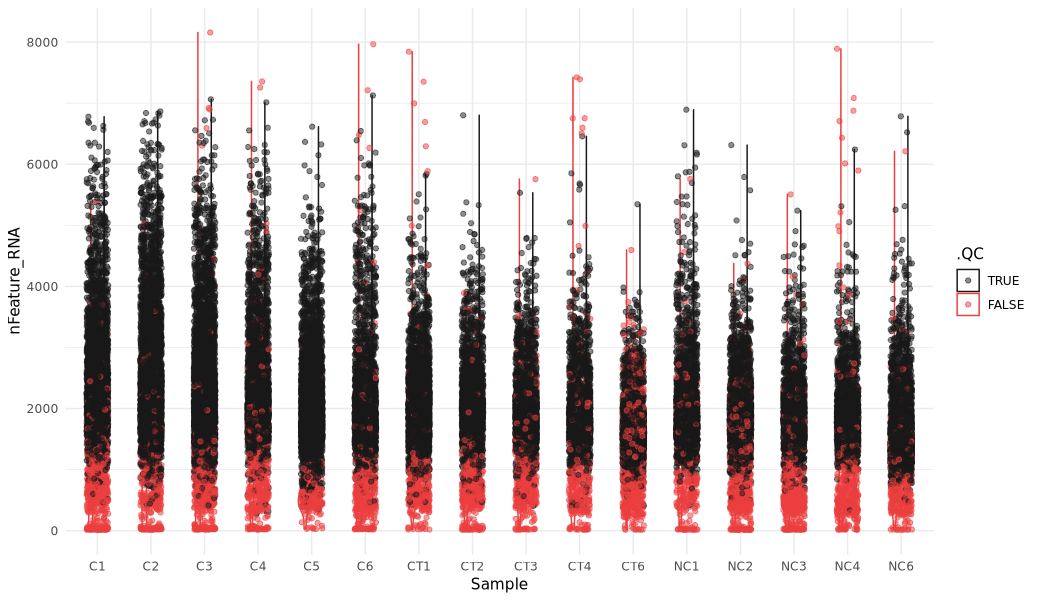 nFeature_RNA
8000
6000
4000
2000
0
C1 C2 C3 C4 C5 C6 CT1 CT2 CT3 CT4 CT6 NC1 NC2 NC3 NC4 NC6
Sample
.QC
TRUE
FALSE